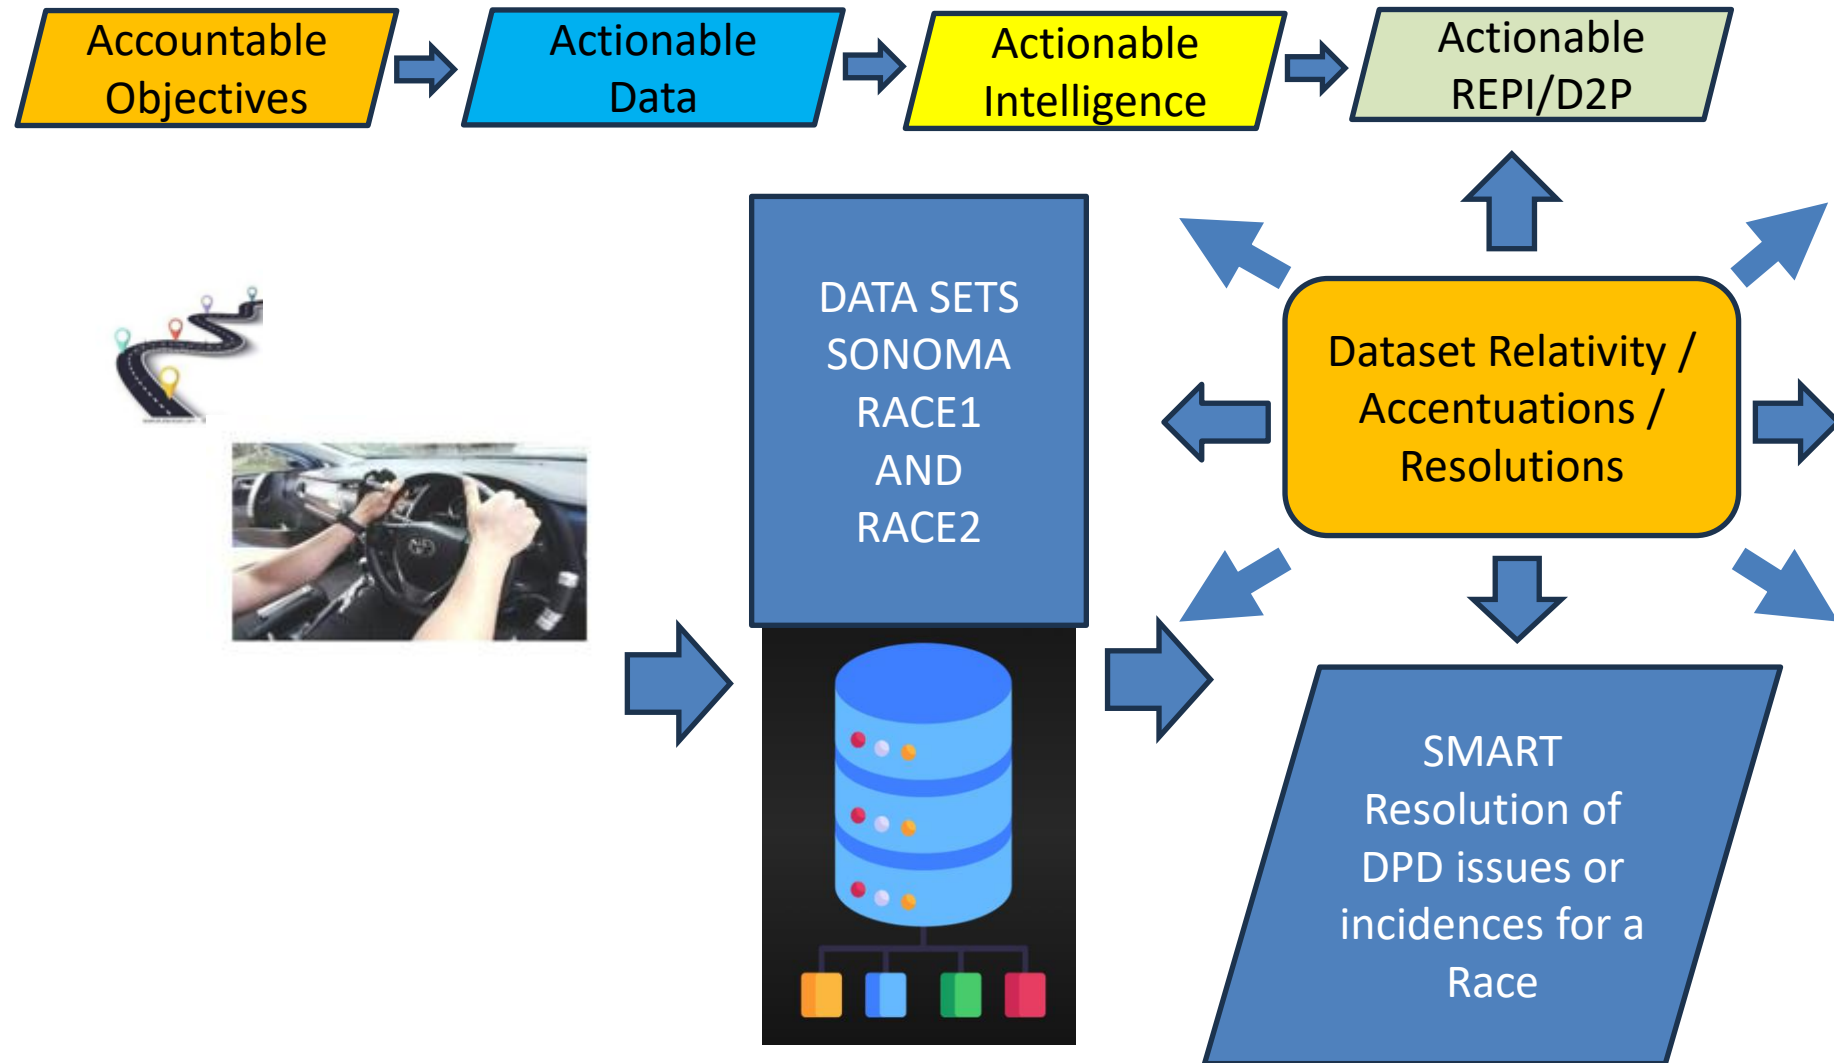 Accountable
Objectives
Actionable
Data
Actionable
Intelligence
Actionable
REPI/D2P
DATA SETS
SONOMA
RACE1
AND
RACE2
Dataset Relativity /
Accentuations /
Resolutions
SMART
Resolution of
DPD issues or
incidences for a
Race